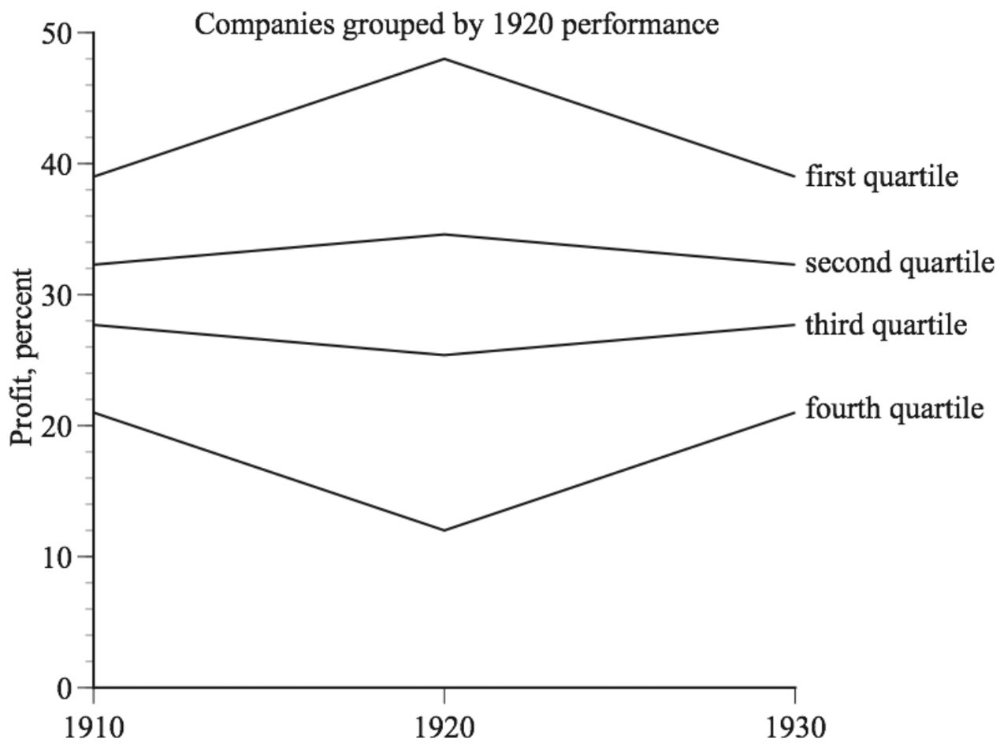 Companies grouped by 1920 performance
50
40
30
20
10
0
Profit, percent
first quartile
second quartile
third quartile
fourth quartile
1910 1920 1930